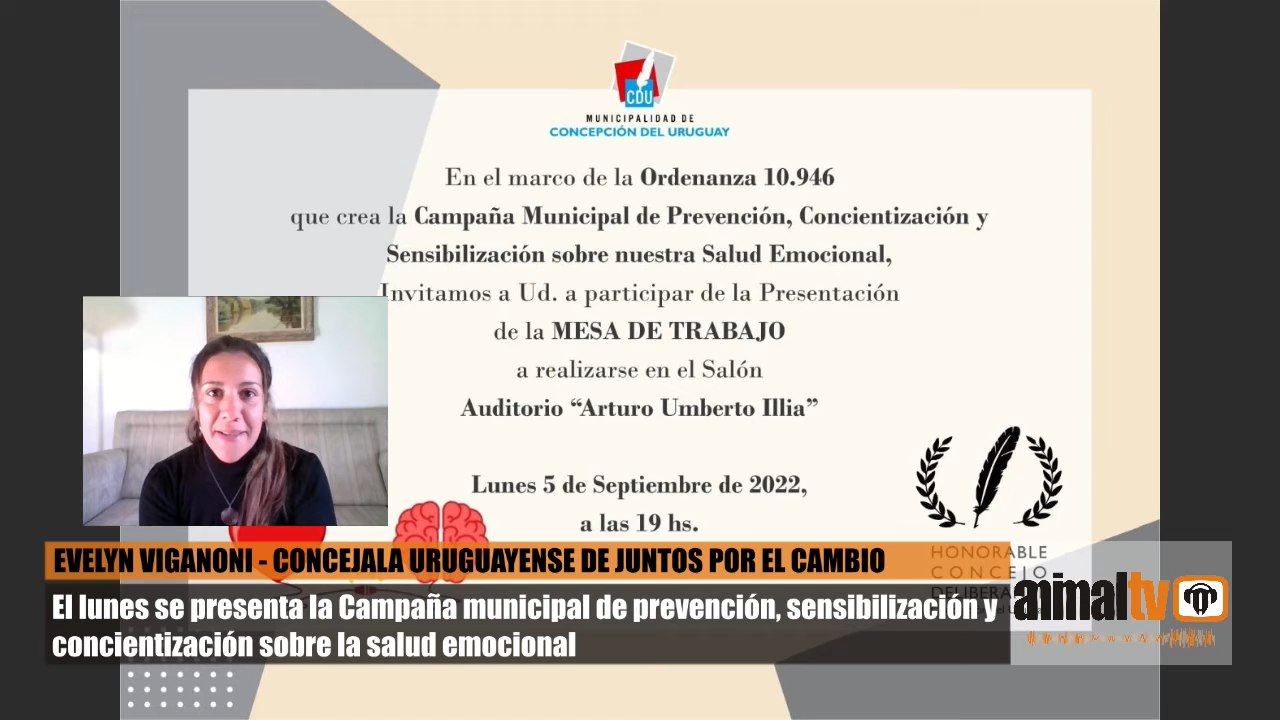 CDU
MUNICIPALIDAD DE
CONCEPCIÓN DEL URUGUAY
En el marco de la Ordenanza 10.946
que crea la Campaña Municipal de Prevención, Concientización y
Sensibilización sobre nuestra Salud Emocional,
Invitamos a Ud. a participar de la Presentación
de la MESA DE TRABAJO
a realizarse en el Salón
Auditorio “Arturo Umberto Illia”
Lunes 5 de Septiembre de 2022,
a las 19 hs.
HONORABLE
CONCEJO
EVELYN VIGANONI - CONCEJALA URUGUAYENSE DE JUNTOS POR EL CAMBIO
El lunes se presenta la Campaña municipal de prevención, sensibilización y
concientización sobre la salud emocional
animaltv